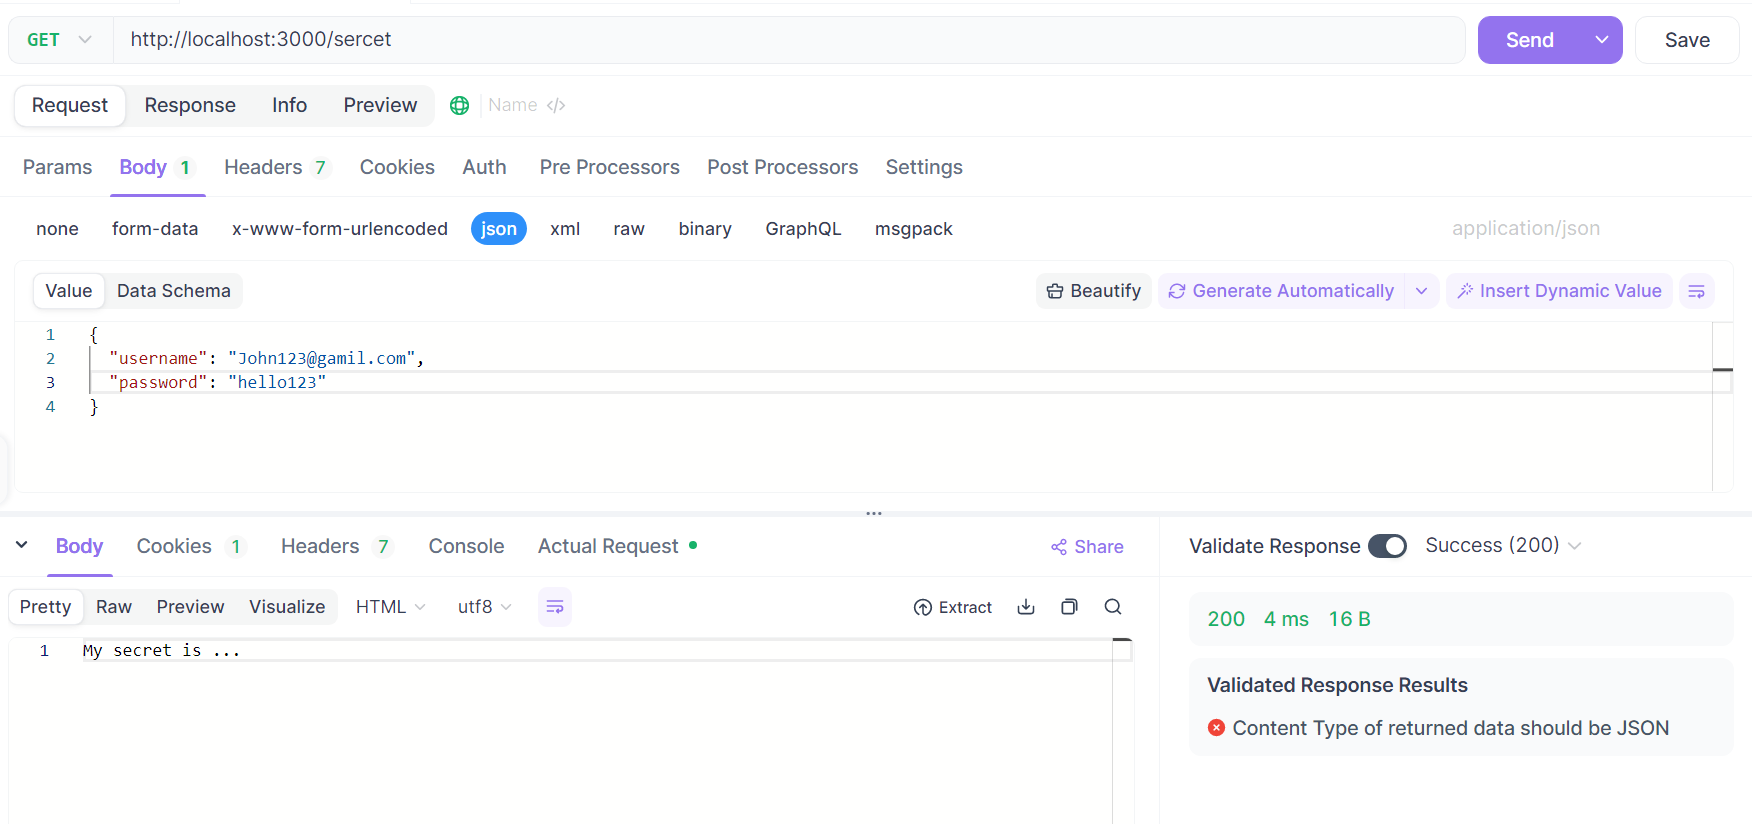 GET http://localhost:3000/sercet Send Save
Request Response Info Preview Name </>
Params Body 1 Headers 7 Cookies Auth Pre Processors Post Processors Settings
none form-data x-www-form-urlencoded json xml raw binary GraphQL msgpack application/json
Value Data Schema Beautify Generate Automatically Insert Dynamic Value
1 {
2 "username": "John123@gamil.com",
3 "password": "hello123"
4 }
Body Cookies 1 Headers 7 Console Actual Request Share
Pretty Raw Preview Visualize HTML utf8 Extract
1 My secret is ...
Validate Response Success (200)
200 4 ms 16 B
Validated Response Results
Content Type of returned data should be JSON